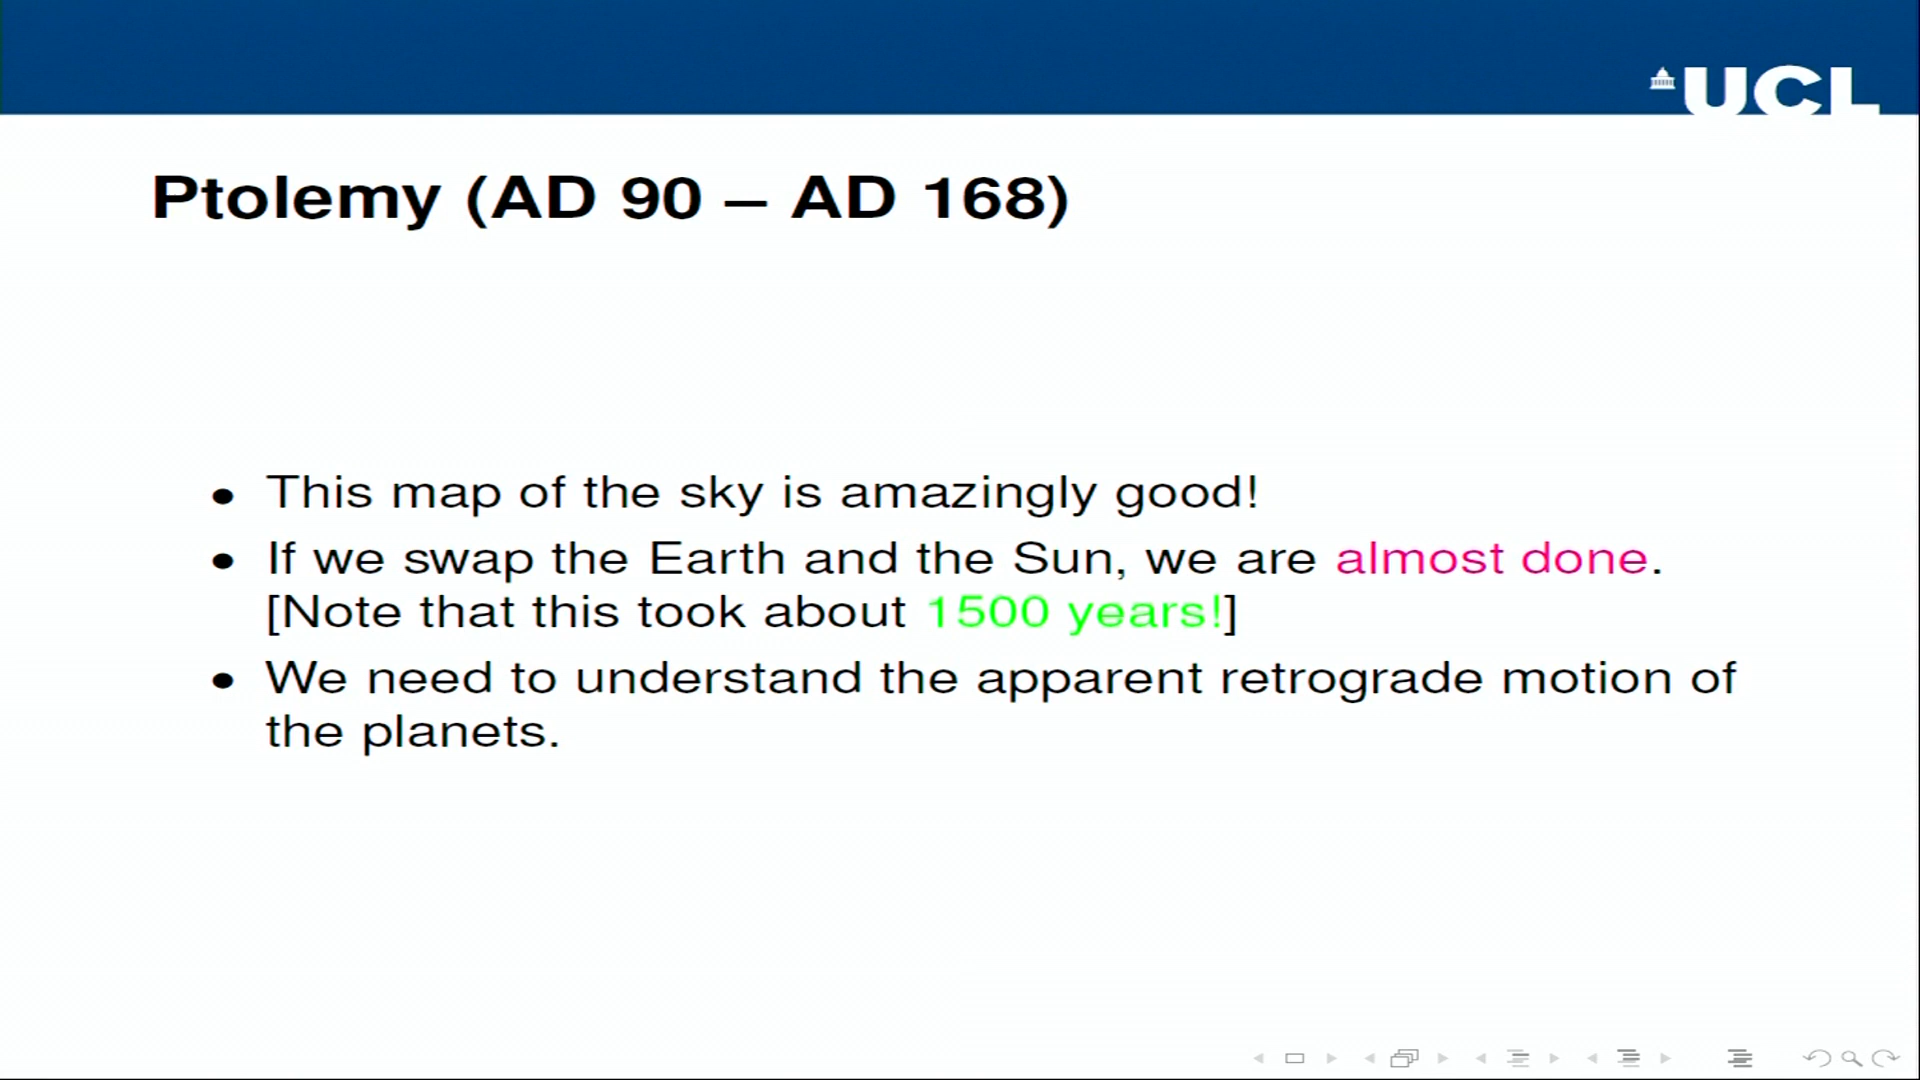 UCL
Ptolemy (AD 90 – AD 168)
• This map of the sky is amazingly good!
• If we swap the Earth and the Sun, we are almost done.
[Note that this took about 1500 years!]
• We need to understand the apparent retrograde motion of
the planets.